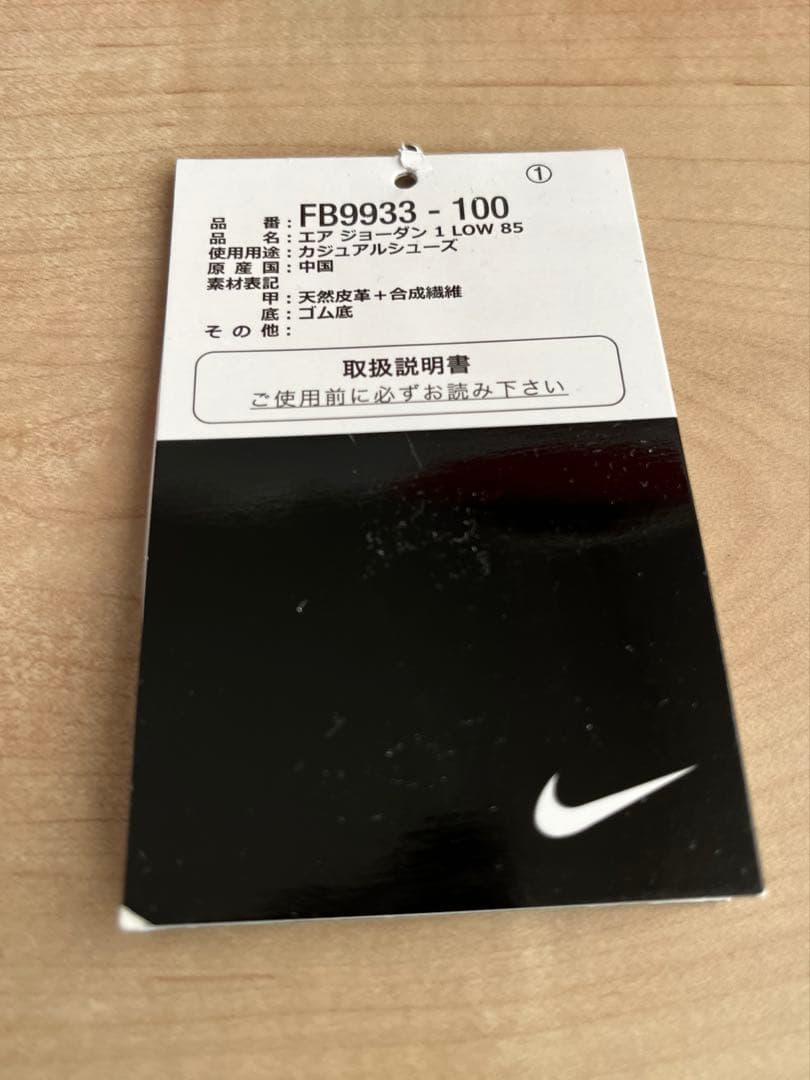 ①
品番：FB9933 - 100
品名：エア ジョーダン 1 LOW 85
使用用途：カジュアルシューズ
原産国：中国
素材表記
甲：天然皮革＋合成繊維
底：ゴム底
その他：
取扱説明書
ご使用前に必ずお読み下さい